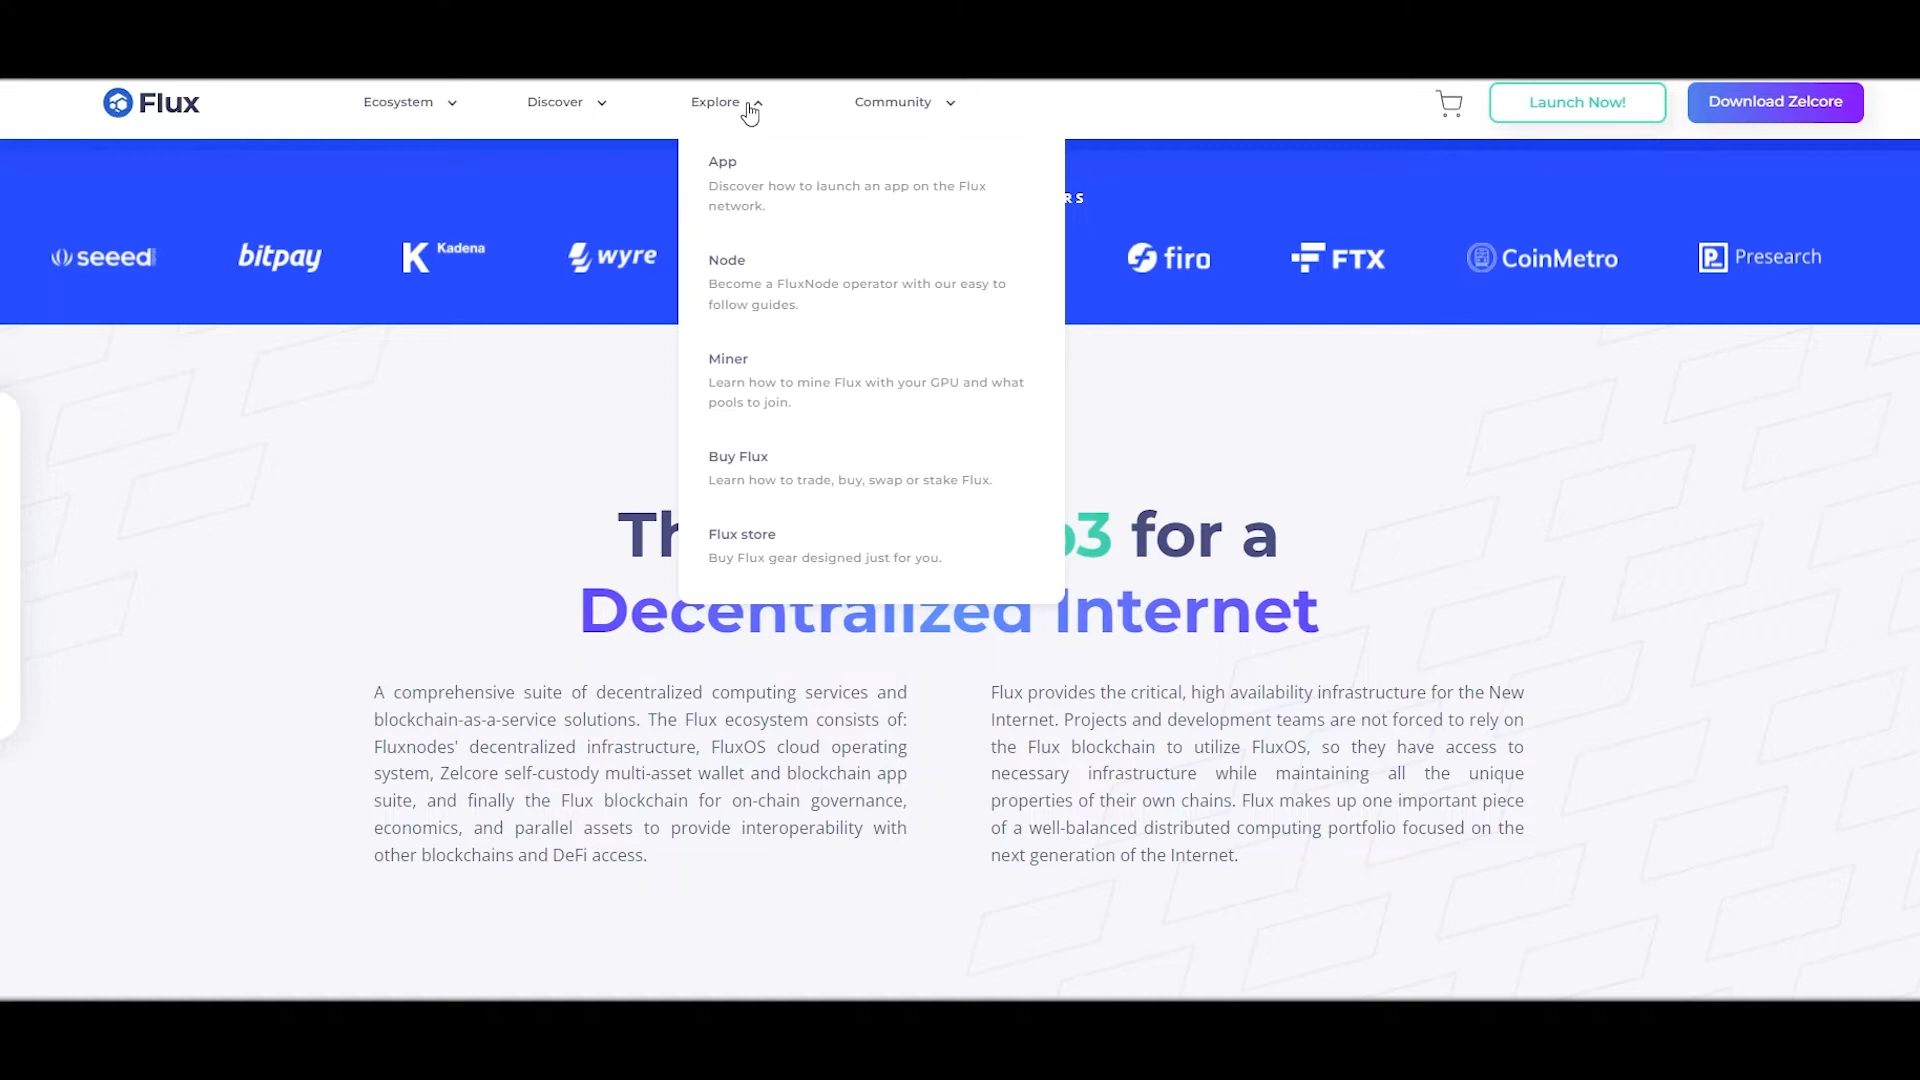 Flux
Ecosystem
Discover
Explore
Community
Launch Now!
Download Zelcore
App
Discover how to launch an app on the Flux
network.
Node
Become a FluxNode operator with our easy to
follow guides.
Miner
Learn how to mine Flux with your GPU and what
pools to join.
Buy Flux
Learn how to trade, buy, swap or stake Flux.
Flux store
Buy Flux gear designed just for you.
RS
seeed
bitpay
K Kadena
wyre
firo
FTX
CoinMetro
Presearch
for a
Decentralized Internet
A comprehensive suite of decentralized computing services and
blockchain-as-a-service solutions. The Flux ecosystem consists of:
Fluxnodes' decentralized infrastructure, FluxOS cloud operating
system, Zelcore self-custody multi-asset wallet and blockchain app
suite, and finally the Flux blockchain for on-chain governance,
economics, and parallel assets to provide interoperability with
other blockchains and DeFi access.
Flux provides the critical, high availability infrastructure for the New
Internet. Projects and development teams are not forced to rely on
the Flux blockchain to utilize FluxOS, so they have access to
necessary infrastructure while maintaining all the unique
properties of their own chains. Flux makes up one important piece
of a well-balanced distributed computing portfolio focused on the
next generation of the Internet.